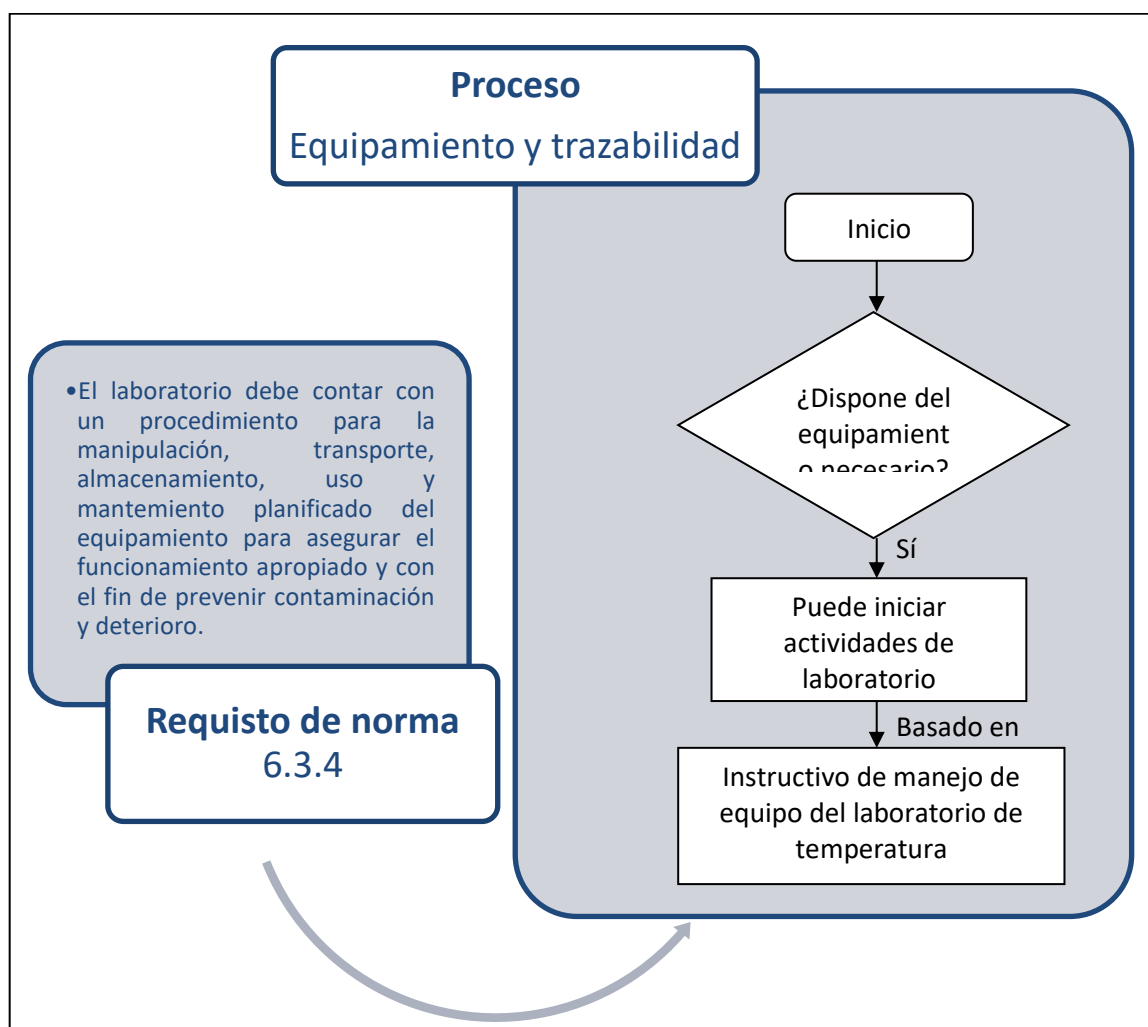 Proceso
Equipamiento y trazabilidad
Inicio
¿Dispone del
equipamient
o necesario?
Sí
Puede iniciar
actividades de
laboratorio
Basado en
Instructivo de manejo de
equipo del laboratorio de
temperatura
•El laboratorio debe contar con
un procedimiento para la
manipulación, transporte,
almacenamiento, uso y
mantemiento planificado del
equipamiento para asegurar el
funcionamiento apropiado y con
el fin de prevenir contaminación
y deterioro.
Requisto de norma
6.3.4